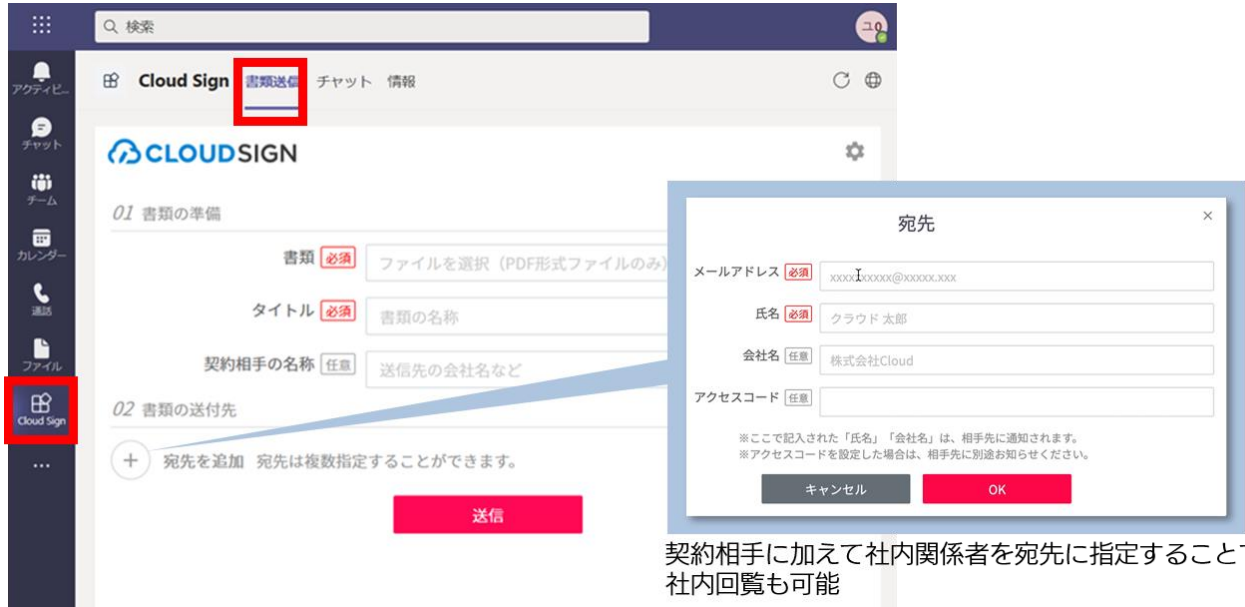 検索
ユ0
アクティビ...
チャット
チーム
カレンダー
通話
ファイル
Cloud Sign
...
Cloud Sign 書類送信 チャット 情報
CLOUDSIGN
01 書類の準備
書類 必須 ファイルを選択（PDF形式ファイルのみ）
タイトル 必須 書類の名称
契約相手の名称 任意 送信先の会社名など
02 書類の送付先
+ 宛先を追加 宛先は複数指定することができます。
送信
宛先
メールアドレス 必須 xxxxxxxxxx@xxxxx.xxx
氏名 必須 クラウド 太郎
会社名 任意 株式会社Cloud
アクセスコード 任意
※ここで記入された「氏名」「会社名」は、相手先に通知されます。
※アクセスコードを設定した場合は、相手先に別途お知らせください。
キャンセル OK
契約相手に加えて社内関係者を宛先に指定すること
社内回覧も可能